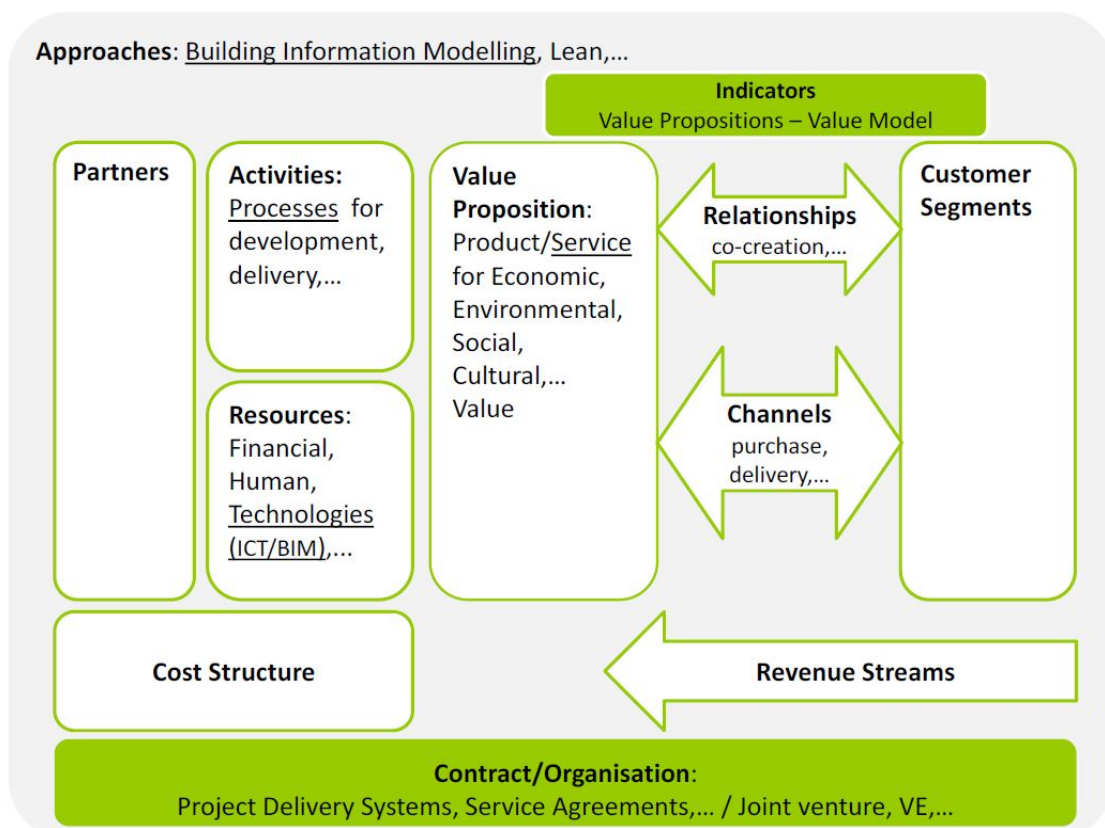 Approaches: Building Information Modelling, Lean,...
Indicators
Value Propositions – Value Model
Partners
Activities:
Processes for
development,
delivery,...
Resources:
Financial,
Human,
Technologies
(ICT/BIM),...
Value
Proposition:
Product/Service
for Economic,
Environmental,
Social,
Cultural,...
Value
Relationships
co-creation,...
Channels
purchase,
delivery,...
Customer
Segments
Cost Structure
Revenue Streams
Contract/Organisation:
Project Delivery Systems, Service Agreements,... / Joint venture, VE,...